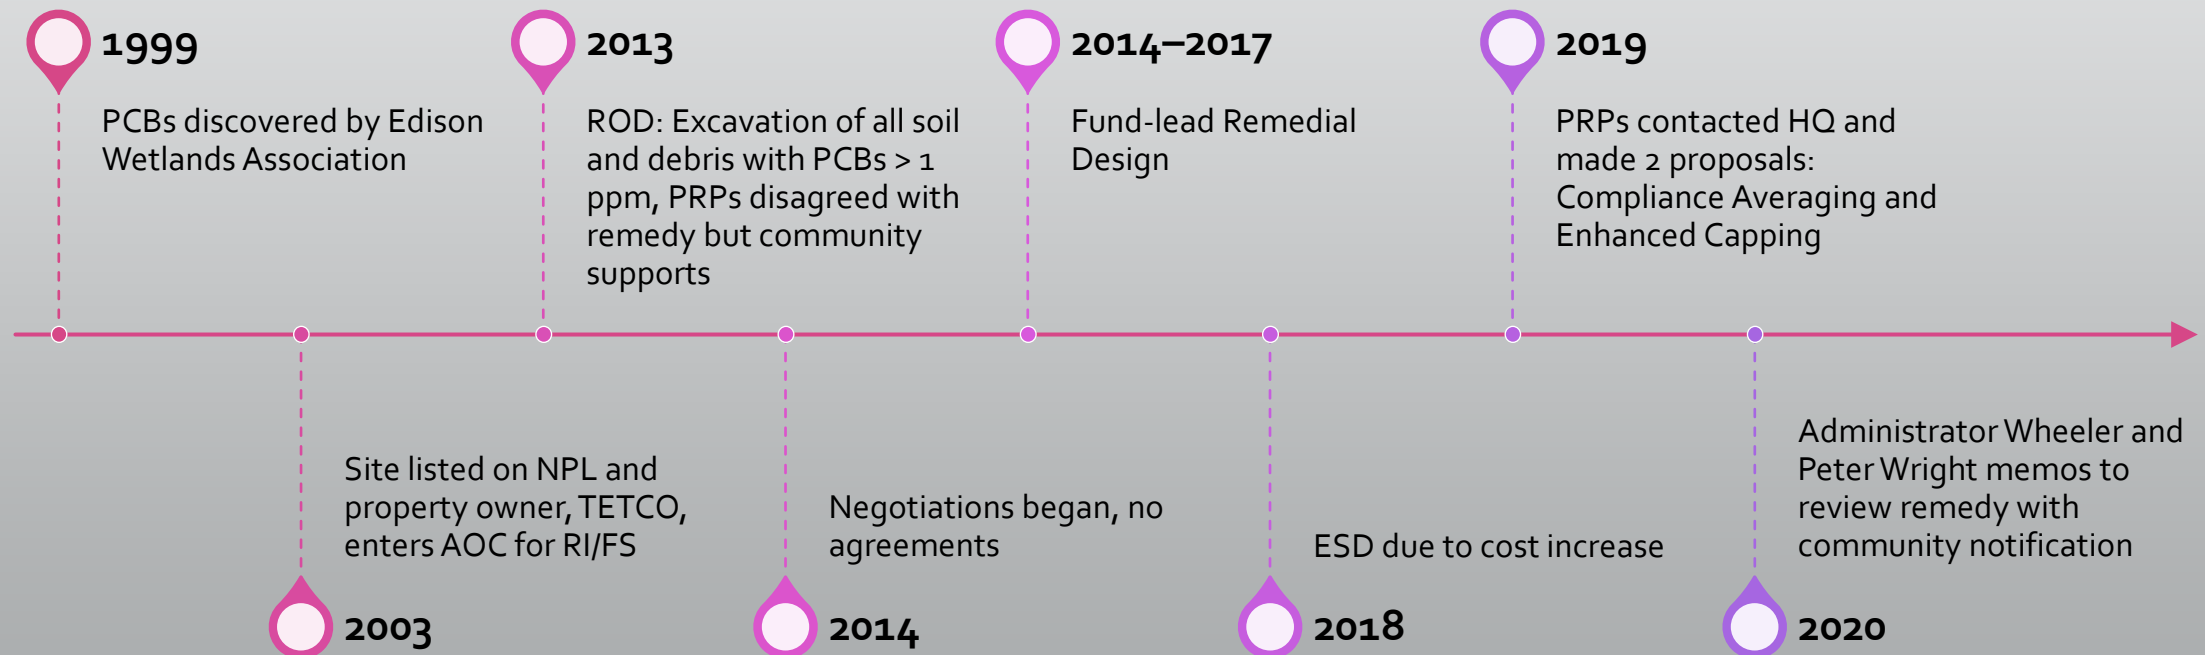 1999
PCBs discovered by Edison
Wetlands Association
2003
Site listed on NPL and
property owner, TETCO,
enters AOC for RI/FS
2013
ROD: Excavation of all soil
and debris with PCBs > 1
ppm, PRPs disagreed with
remedy but community
supports
2014
Negotiations began, no
agreements
2014–2017
Fund-lead Remedial
Design
2018
ESD due to cost increase
2019
PRPs contacted HQ and
made 2 proposals:
Compliance Averaging and
Enhanced Capping
2020
Administrator Wheeler and
Peter Wright memos to
review remedy with
community notification